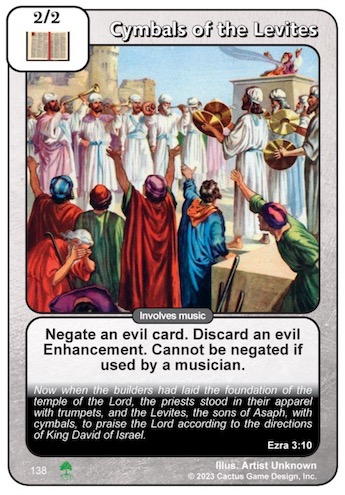 2/2
Cymbals of the Levites
Involves music
Negate an evil card. Discard an evil
Enhancement. Cannot be negated if
used by a musician.
Now when the builders had laid the foundation of the
temple of the Lord, the priests stood in their apparel
with trumpets, and the Levites, the sons of Asaph, with
cymbals, to praise the Lord according to the directions
of King David of Israel.
Ezra 3:10
Illus. Artist Unknown
138
© 2023 Cactus Game Design, Inc.